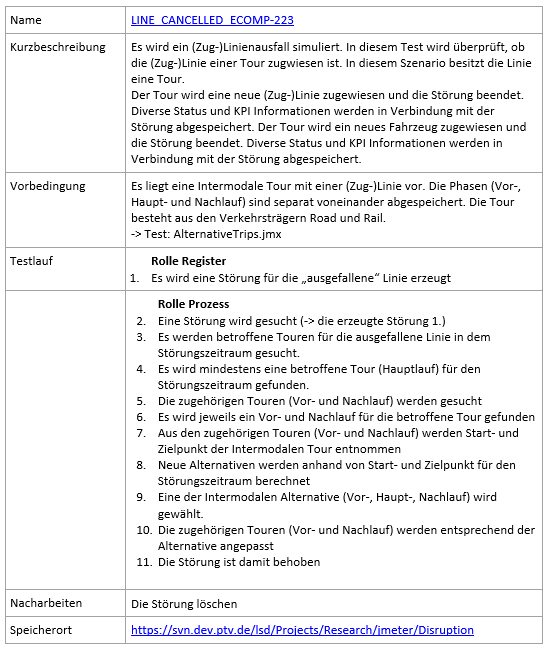 Name LINE_CANCELLED_ECOMP-223
Kurzbeschreibung Es wird ein (Zug-)Linienausfall simuliert. In diesem Test wird überprüft, ob
die (Zug-)Linie einer Tour zugwiesen ist. In diesem Szenario besitzt die Linie
eine Tour.
Der Tour wird eine neue (Zug-)Linie zugewiesen und die Störung beendet.
Diverse Status und KPI Informationen werden in Verbindung mit der
Störung abgespeichert. Der Tour wird ein neues Fahrzeug zugewiesen und
die Störung beendet. Diverse Status und KPI Informationen werden in
Verbindung mit der Störung abgespeichert.
Vorbedingung Es liegt eine Intermodale Tour mit einer (Zug-)Linie vor. Die Phasen (Vor-,
Haupt- und Nachlauf) sind separat voneinander abgespeichert. Die Tour
besteht aus den Verkehrsträgern Road und Rail.
-> Test: AlternativeTrips.jmx
Testlauf Rolle Register
1. Es wird eine Störung für die „ausgefallene“ Linie erzeugt
Rolle Prozess
2. Eine Störung wird gesucht (-> die erzeugte Störung 1.)
3. Es werden betroffene Touren für die ausgefallene Linie in dem
Störungszeitraum gesucht.
4. Es wird mindestens eine betroffene Tour (Hauptlauf) für den
Störungszeitraum gefunden.
5. Die zugehörigen Touren (Vor- und Nachlauf) werden gesucht
6. Es wird jeweils ein Vor- und Nachlauf für die betroffene Tour gefunden
7. Aus den zugehörigen Touren (Vor- und Nachlauf) werden Start- und
Zielpunkt der Intermodalen Tour entnommen
8. Neue Alternativen werden anhand von Start- und Zielpunkt für den
Störungszeitraum berechnet
9. Eine der Intermodalen Alternative (Vor-, Haupt-, Nachlauf) wird
gewählt.
10. Die zugehörigen Touren (Vor- und Nachlauf) werden entsprechend der
Alternative angepasst
11. Die Störung ist damit behoben
Nacharbeiten Die Störung löschen
Speicherort https://svn.dev.ptv.de/lsd/Projects/Research/jmeter/Disruption